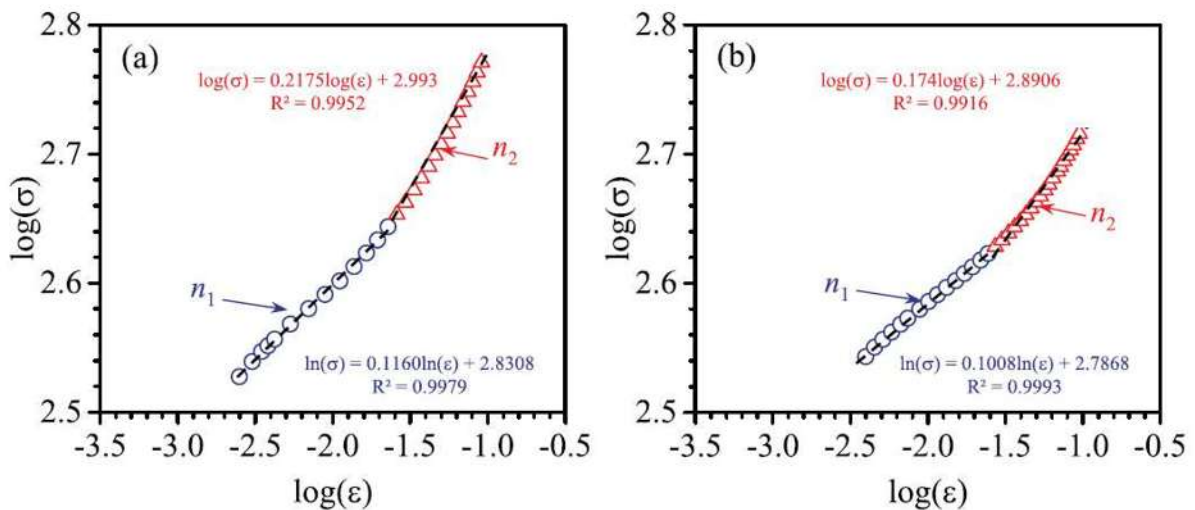 2.8
2.7
2.6
2.5
log(σ)
(a)
log(σ) = 0.2175log(ε) + 2.993
R² = 0.9952
n₂
n₁
ln(σ) = 0.1160ln(ε) + 2.8308
R² = 0.9979
-3.5 -3.0 -2.5 -2.0 -1.5 -1.0 -0.5
log(ε)
2.8
2.7
2.6
2.5
log(σ)
(b)
log(σ) = 0.174log(ε) + 2.8906
R² = 0.9916
n₂
n₁
ln(σ) = 0.1008ln(ε) + 2.7868
R² = 0.9993
-3.5 -3.0 -2.5 -2.0 -1.5 -1.0 -0.5
log(ε)